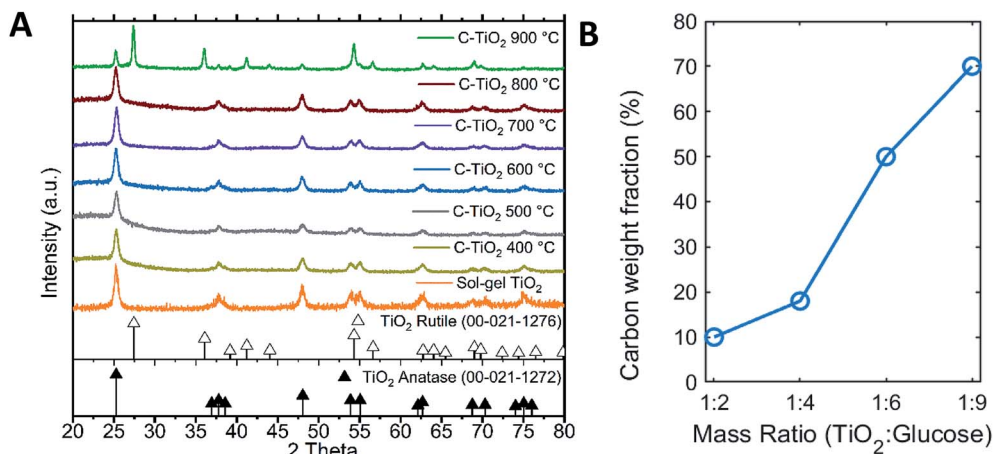 A
C-TiO₂ 900 °C
C-TiO₂ 800 °C
C-TiO₂ 700 °C
C-TiO₂ 600 °C
C-TiO₂ 500 °C
C-TiO₂ 400 °C
Sol-gel TiO₂
△ TiO₂ Rutile (00-021-1276)
▲ TiO₂ Anatase (00-021-1272)
Intensity (a.u.)
20 25 30 35 40 45 50 55 60 65 70 75 80
2 Theta
B
80
70
60
50
40
30
20
10
0
Carbon weight fraction (%)
1:2 1:4 1:6 1:9
Mass Ratio (TiO₂:Glucose)